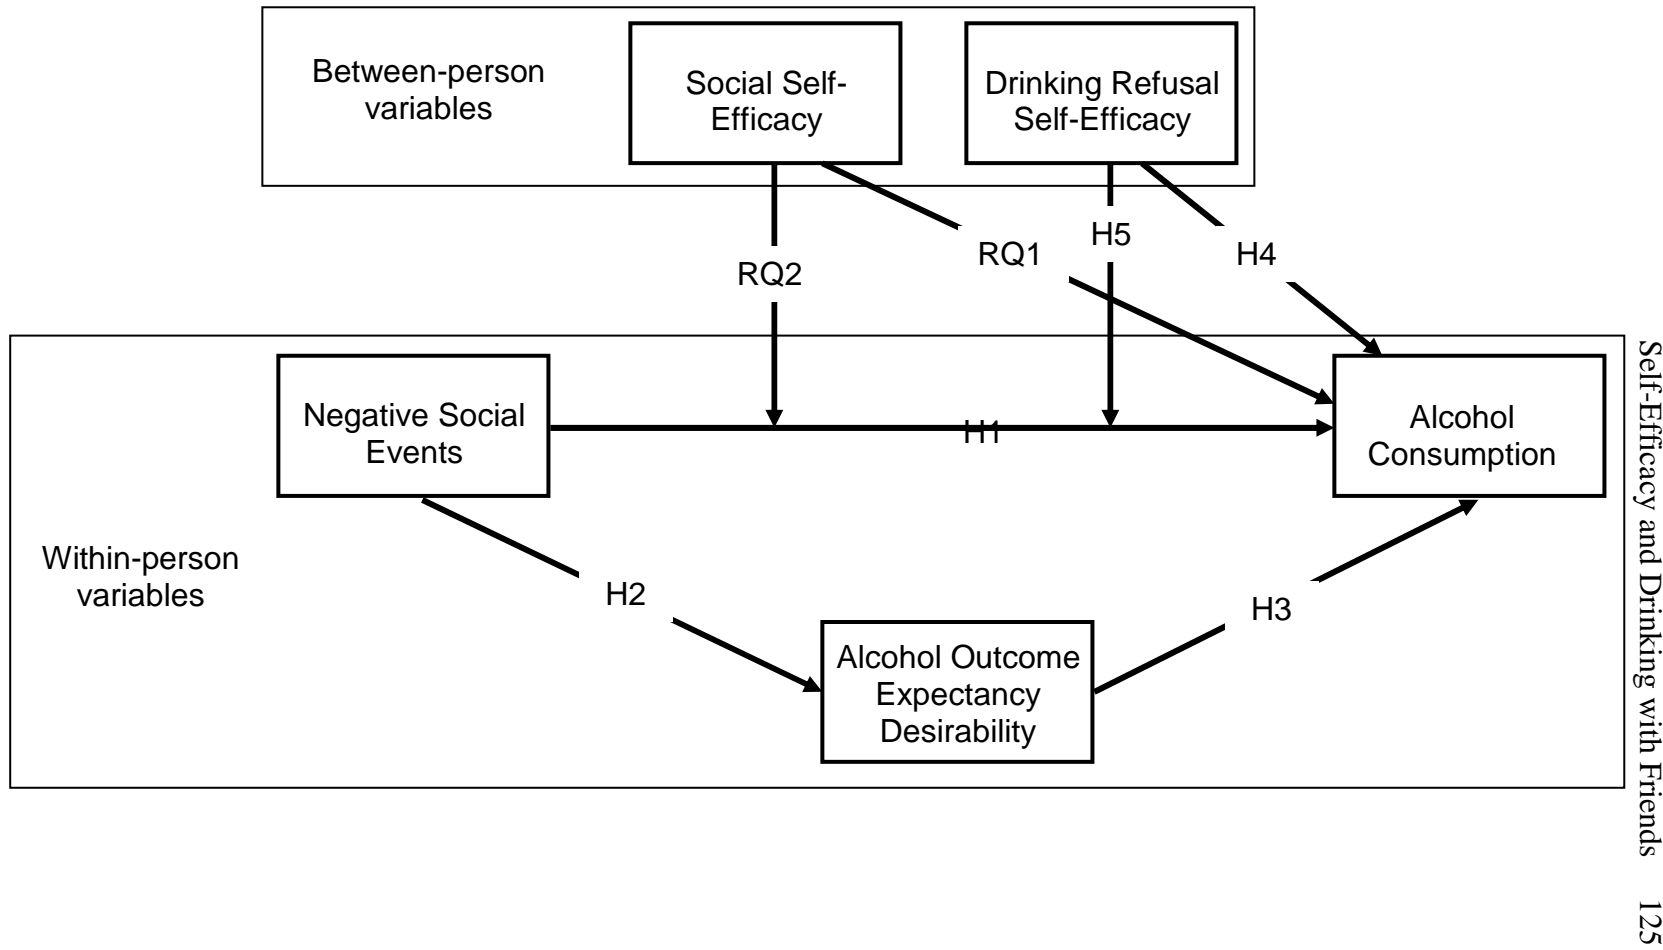 Between-person
variables
Social Self-
Efficacy
Drinking Refusal
Self-Efficacy
RQ2
RQ1
H5
H4
Negative Social
Events
H1
Alcohol
Consumption
Within-person
variables
H2
H3
Alcohol Outcome
Expectancy
Desirability
Self-Efficacy and Drinking with Friends 125